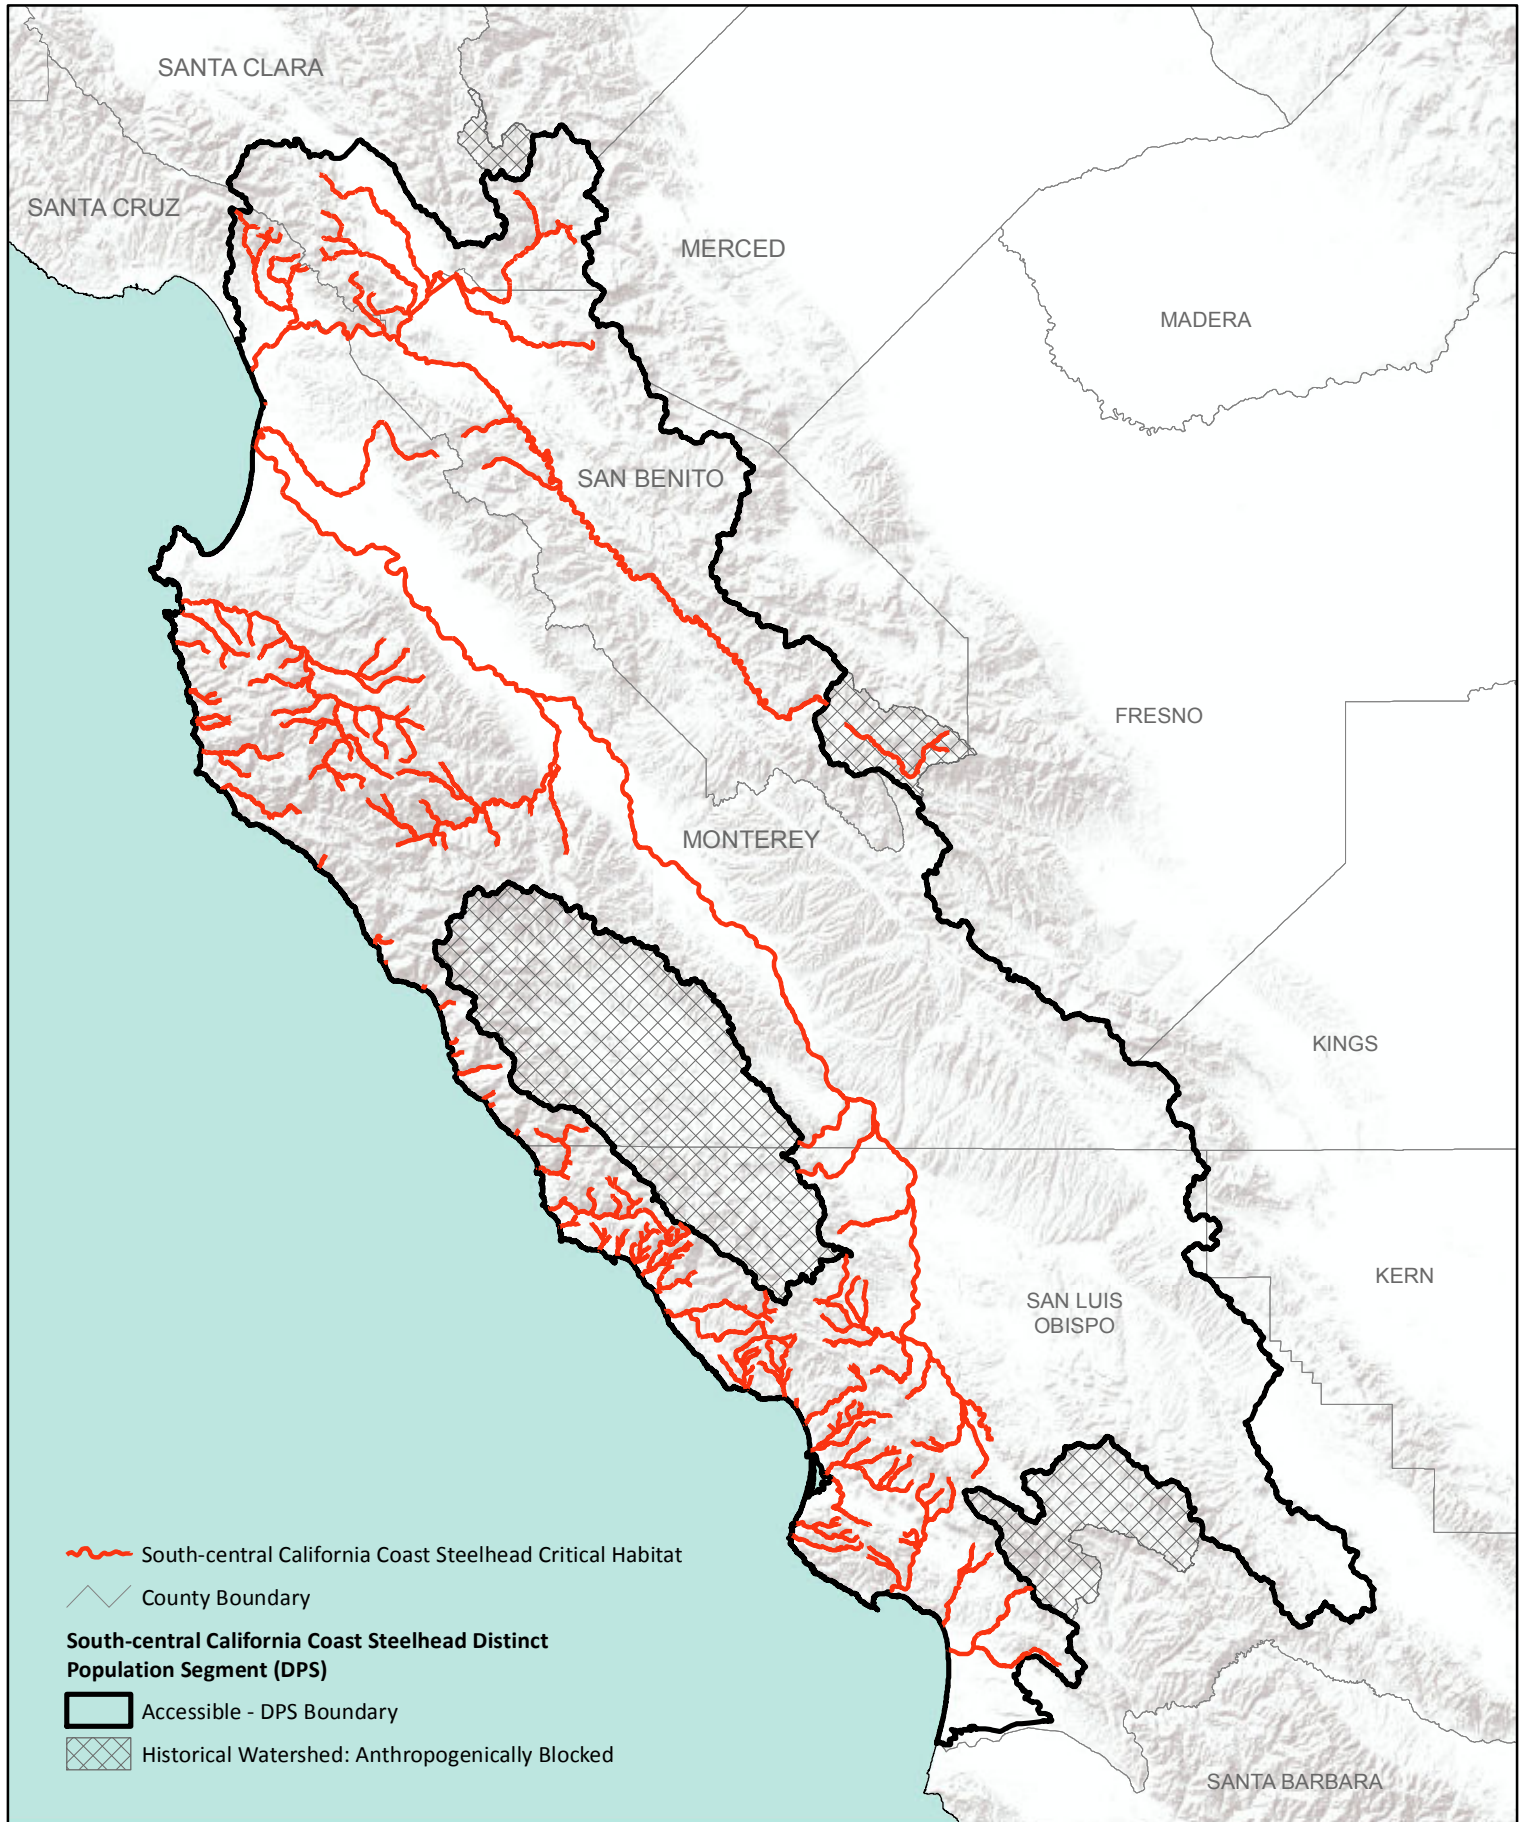 SANTA CLARA
SANTA CRUZ
MERCED
MADERA
SAN BENITO
FRESNO
MONTEREY
KINGS
KERN
SAN LUIS
OBISPO
South-central California Coast Steelhead Critical Habitat
County Boundary
South-central California Coast Steelhead Distinct
Population Segment (DPS)
Accessible - DPS Boundary
Historical Watershed: Anthropogenically Blocked
SANTA BARBARA